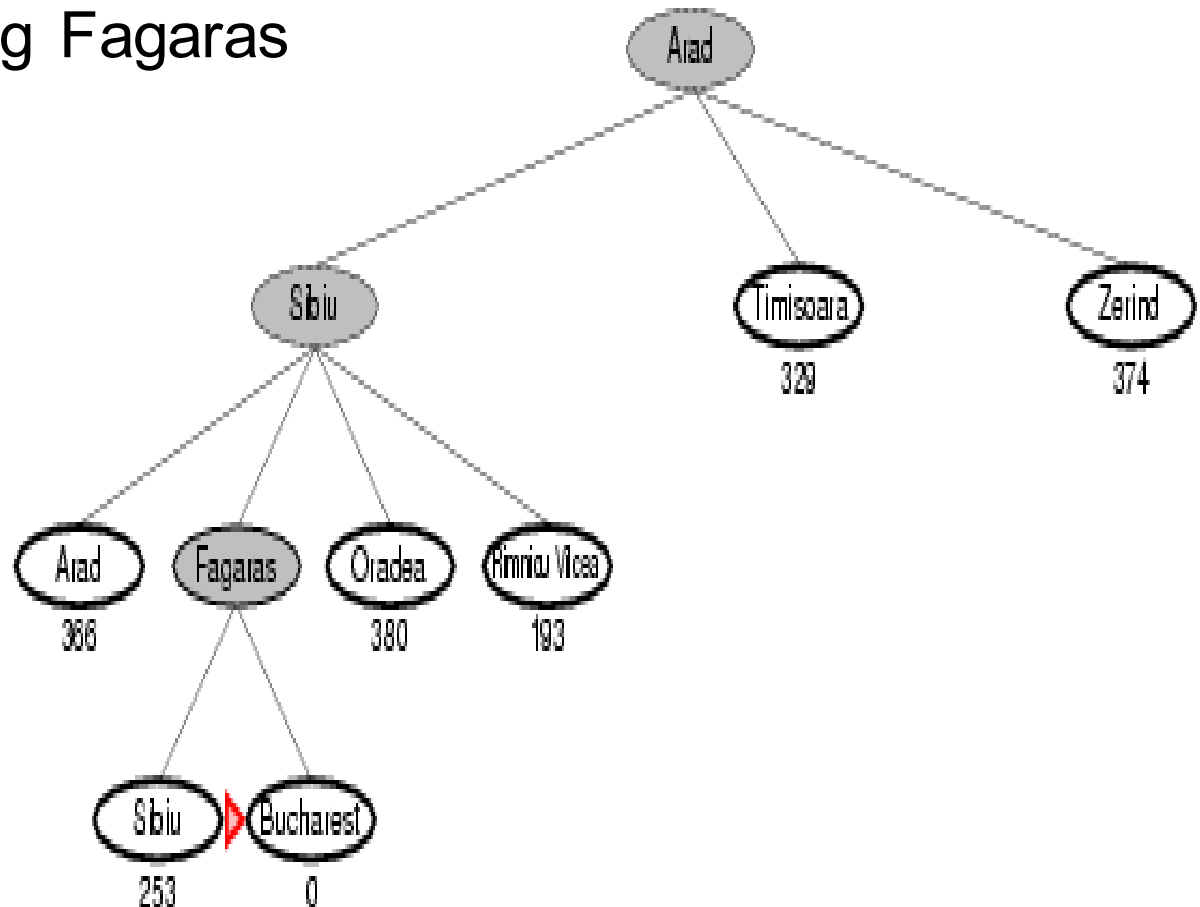 g Fagaras
Arad
Sibiu
Timisoara
Zerind
329
374
Arad
Fagaras
Oradea
Rimnicu Vilcea
366
380
193
Sibiu
Bucharest
253
0